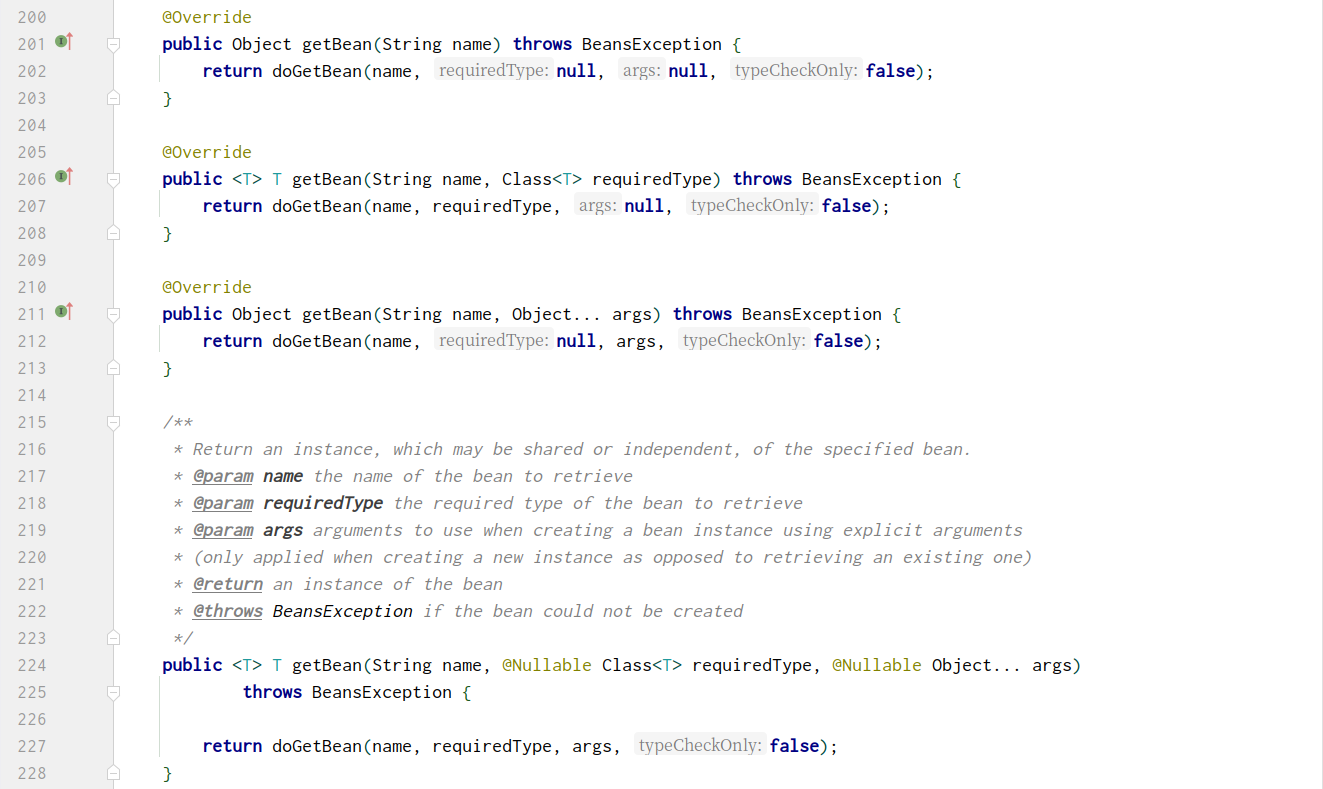 200 @Override
201 public Object getBean(String name) throws BeansException {
202 return doGetBean(name, requiredType: null, args: null, typeCheckOnly: false);
203 }
204
205 @Override
206 public <T> T getBean(String name, Class<T> requiredType) throws BeansException {
207 return doGetBean(name, requiredType, args: null, typeCheckOnly: false);
208 }
209
210 @Override
211 public Object getBean(String name, Object... args) throws BeansException {
212 return doGetBean(name, requiredType: null, args, typeCheckOnly: false);
213 }
214
215 /**
216 * Return an instance, which may be shared or independent, of the specified bean.
217 * @param name the name of the bean to retrieve
218 * @param requiredType the required type of the bean to retrieve
219 * @param args arguments to use when creating a bean instance using explicit arguments
220 * (only applied when creating a new instance as opposed to retrieving an existing one)
221 * @return an instance of the bean
222 * @throws BeansException if the bean could not be created
223 */
224 public <T> T getBean(String name, @Nullable Class<T> requiredType, @Nullable Object... args)
225 throws BeansException {
226
227 return doGetBean(name, requiredType, args, typeCheckOnly: false);
228 }